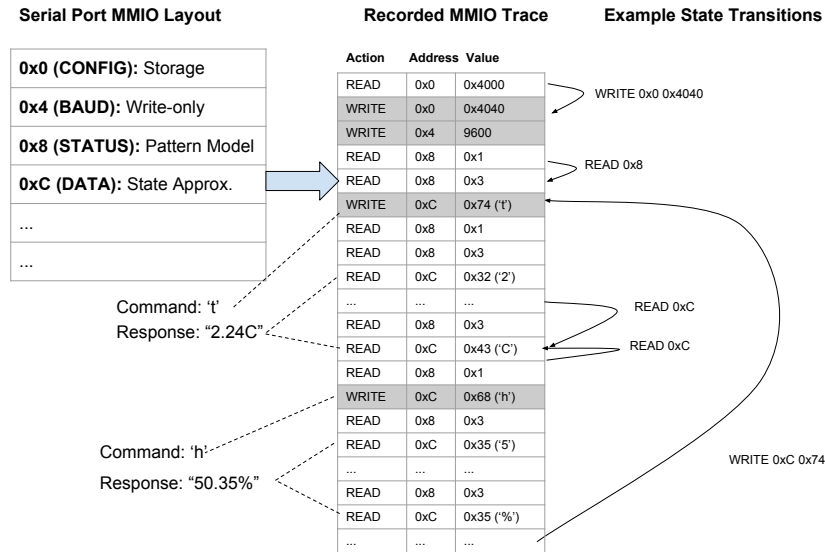 Serial Port MMIO Layout
0x0 (CONFIG): Storage
0x4 (BAUD): Write-only
0x8 (STATUS): Pattern Model
0xC (DATA): State Approx.
...
...
Command: ‘t’
Response: “2.24C”
Command: ‘h’
Response: “50.35%”
Recorded MMIO Trace
Action Address Value
READ 0x0 0x4000
WRITE 0x0 0x4040
WRITE 0x4 9600
READ 0x8 0x1
READ 0x8 0x3
WRITE 0xC 0x74 (‘t’)
READ 0x8 0x1
READ 0x8 0x3
READ 0xC 0x32 (‘2’)
... ... ...
READ 0x8 0x3
READ 0xC 0x43 (‘C’)
READ 0x8 0x1
WRITE 0xC 0x68 (‘h’)
READ 0x8 0x3
READ 0xC 0x35 (‘5’)
... ... ...
READ 0x8 0x3
READ 0xC 0x35 (‘%’)
... ... ...
Example State Transitions
WRITE 0x0 0x4040
READ 0x8
READ 0xC
READ 0xC
WRITE 0xC 0x74